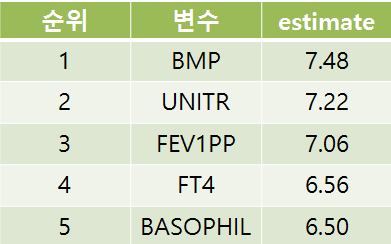 순위 변수 estimate
1 BMP 7.48
2 UNITR 7.22
3 FEV1PP 7.06
4 FT4 6.56
5 BASOPHIL 6.50